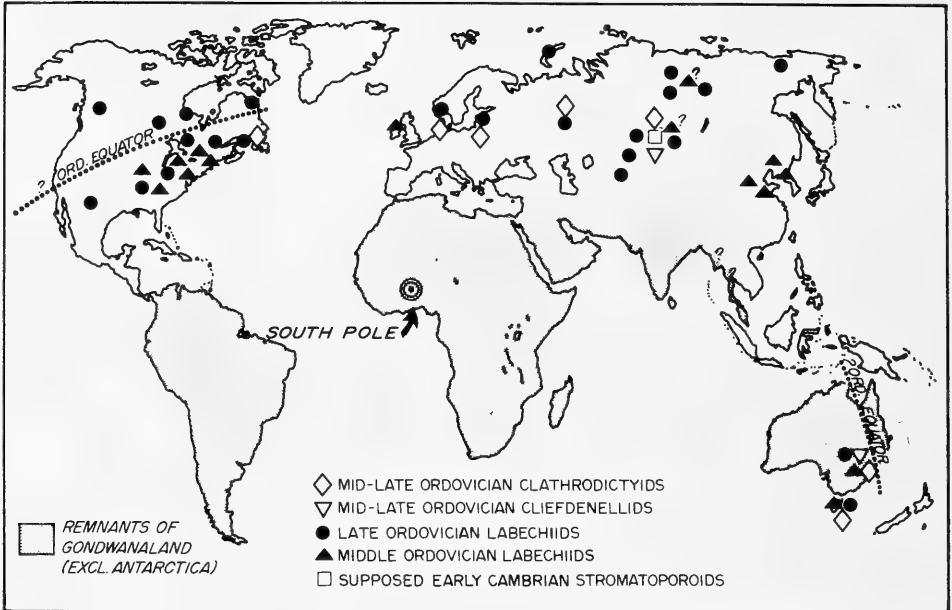 ?
?
? ORD. EQUATOR
?
?
SOUTH POLE
? ORD. EQUATOR
◇ MID-LATE ORDOVICIAN CLATHRODICTYIDS
▽ MID-LATE ORDOVICIAN CLIEFDENELLIDS
● LATE ORDOVICIAN LABECHIIDS
▲ MIDDLE ORDOVICIAN LABECHIIDS
□ SUPPOSED EARLY CAMBRIAN STROMATOPOROIDS
REMNANTS OF
GONDWANALAND
(EXCL. ANTARCTICA)